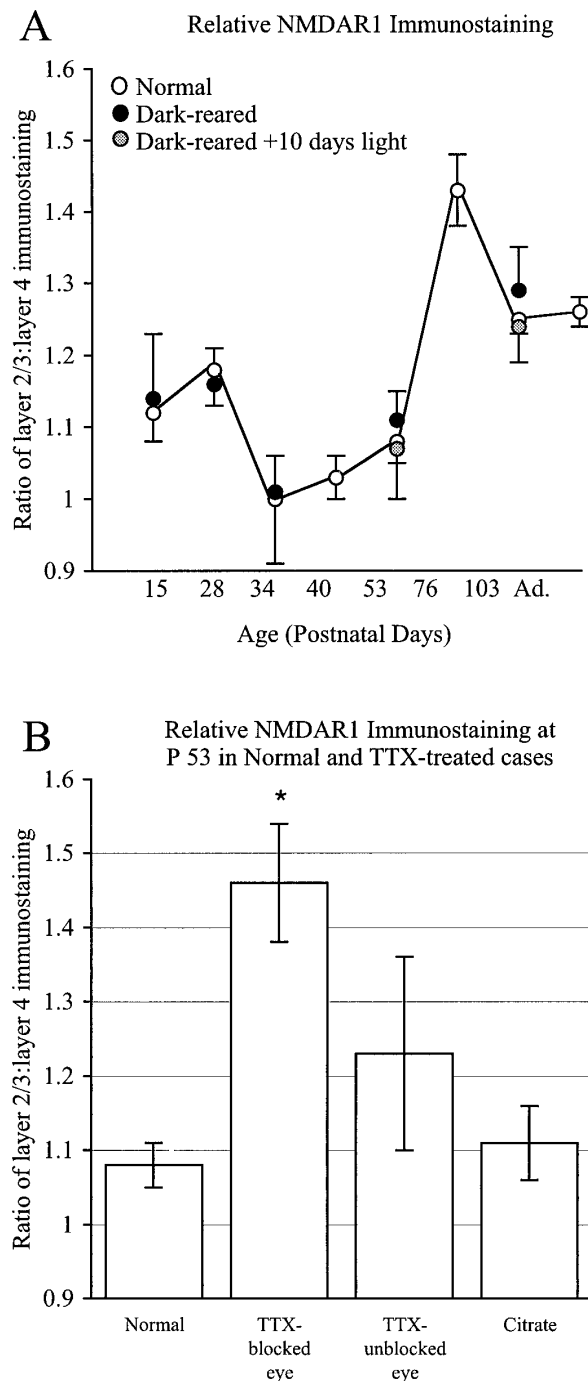 A
Relative NMDAR1 Immunostaining
Ratio of layer 2/3:layer 4 immunostaining
1.6
1.5
1.4
1.3
1.2
1.1
1
0.9
Normal
Dark-reared
Dark-reared +10 days light
15 28 34 40 53 76 103 Ad.
Age (Postnatal Days)
B
Relative NMDAR1 Immunostaining at
P 53 in Normal and TTX-treated cases
Ratio of layer 2/3:layer 4 immunostaining
1.6
1.5
1.4
1.3
1.2
1.1
1
0.9
*
Normal
TTX-
blocked
eye
TTX-
unblocked
eye
Citrate